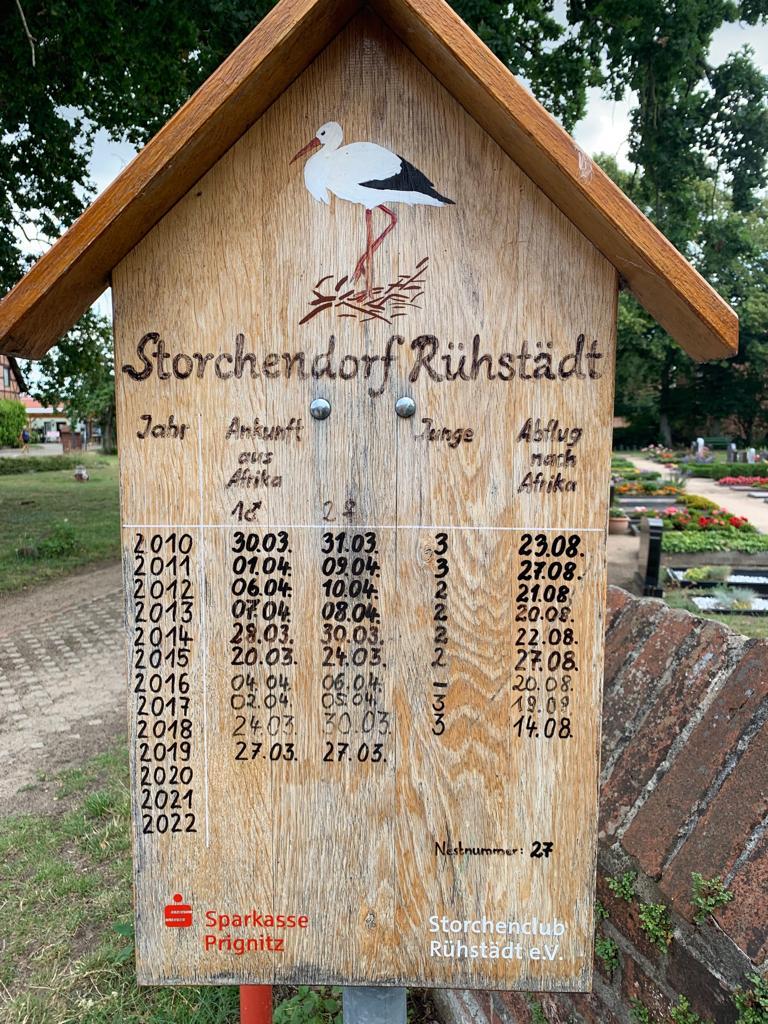 Storchendorf Rühstädt
Jahr Ankunft Junge Abflug
aus nach
Afrika Afrika
1♂ 2♀
2010 30.03. 31.03. 3 23.08.
2011 01.04. 09.04. 3 27.08.
2012 06.04. 10.04. 2 21.08.
2013 07.04. 08.04. 2 20.08.
2014 28.03. 30.03. 2 22.08.
2015 20.03. 24.03. 2 27.08.
2016 04.04. 06.04. – 20.08.
2017 02.04. 05.04. 3
2018 24.03. 30.03. 3 14.08.
2019 27.03. 27.03.
2020
2021
2022
Nestnummer: 27
Sparkasse
Prignitz
Storchenclub
Rühstädt e.V.